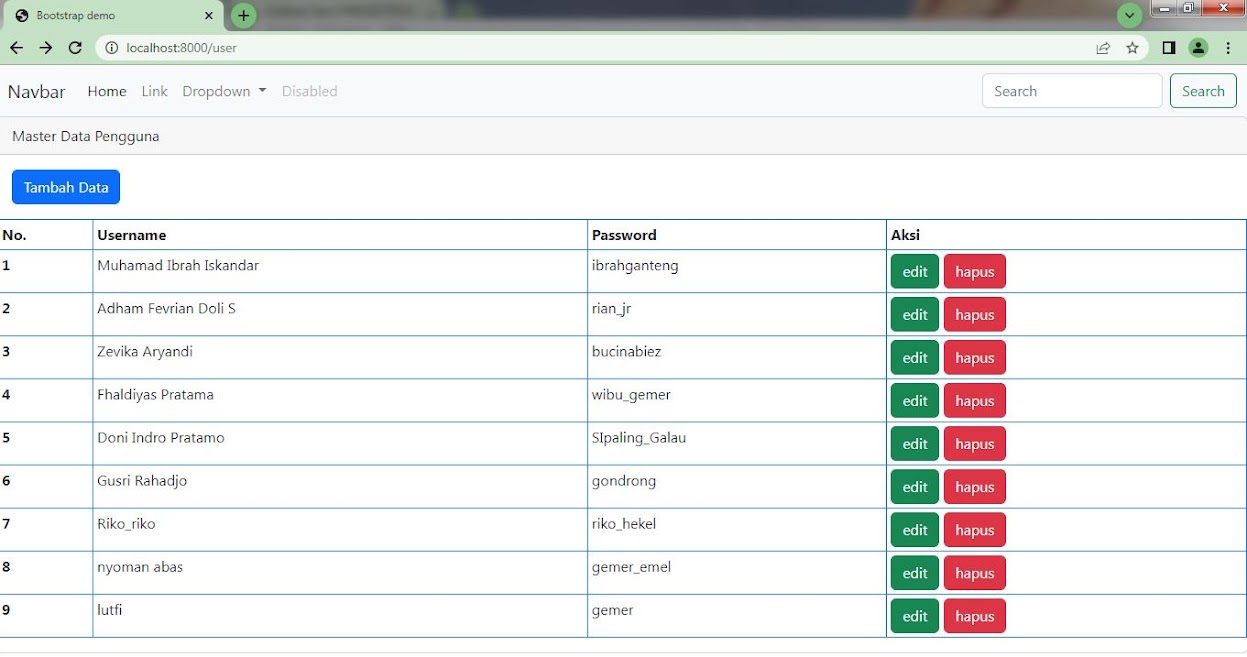 Bootstrap demo
localhost:8000/user
Navbar Home Link Dropdown Disabled Search Search
Master Data Pengguna
Tambah Data
No. Username Password Aksi
1 Muhamad Ibrah Iskandar ibrahganteng edit hapus
2 Adham Fevrian Doli S rian_jr edit hapus
3 Zevika Aryandi bucinabiez edit hapus
4 Fhaldiyas Pratama wibu_gemer edit hapus
5 Doni Indro Pratamo SIpaling_Galau edit hapus
6 Gusri Rahadjo gondrong edit hapus
7 Riko_riko riko_hekel edit hapus
8 nyoman abas gemer_emel edit hapus
9 lutfi gemer edit hapus